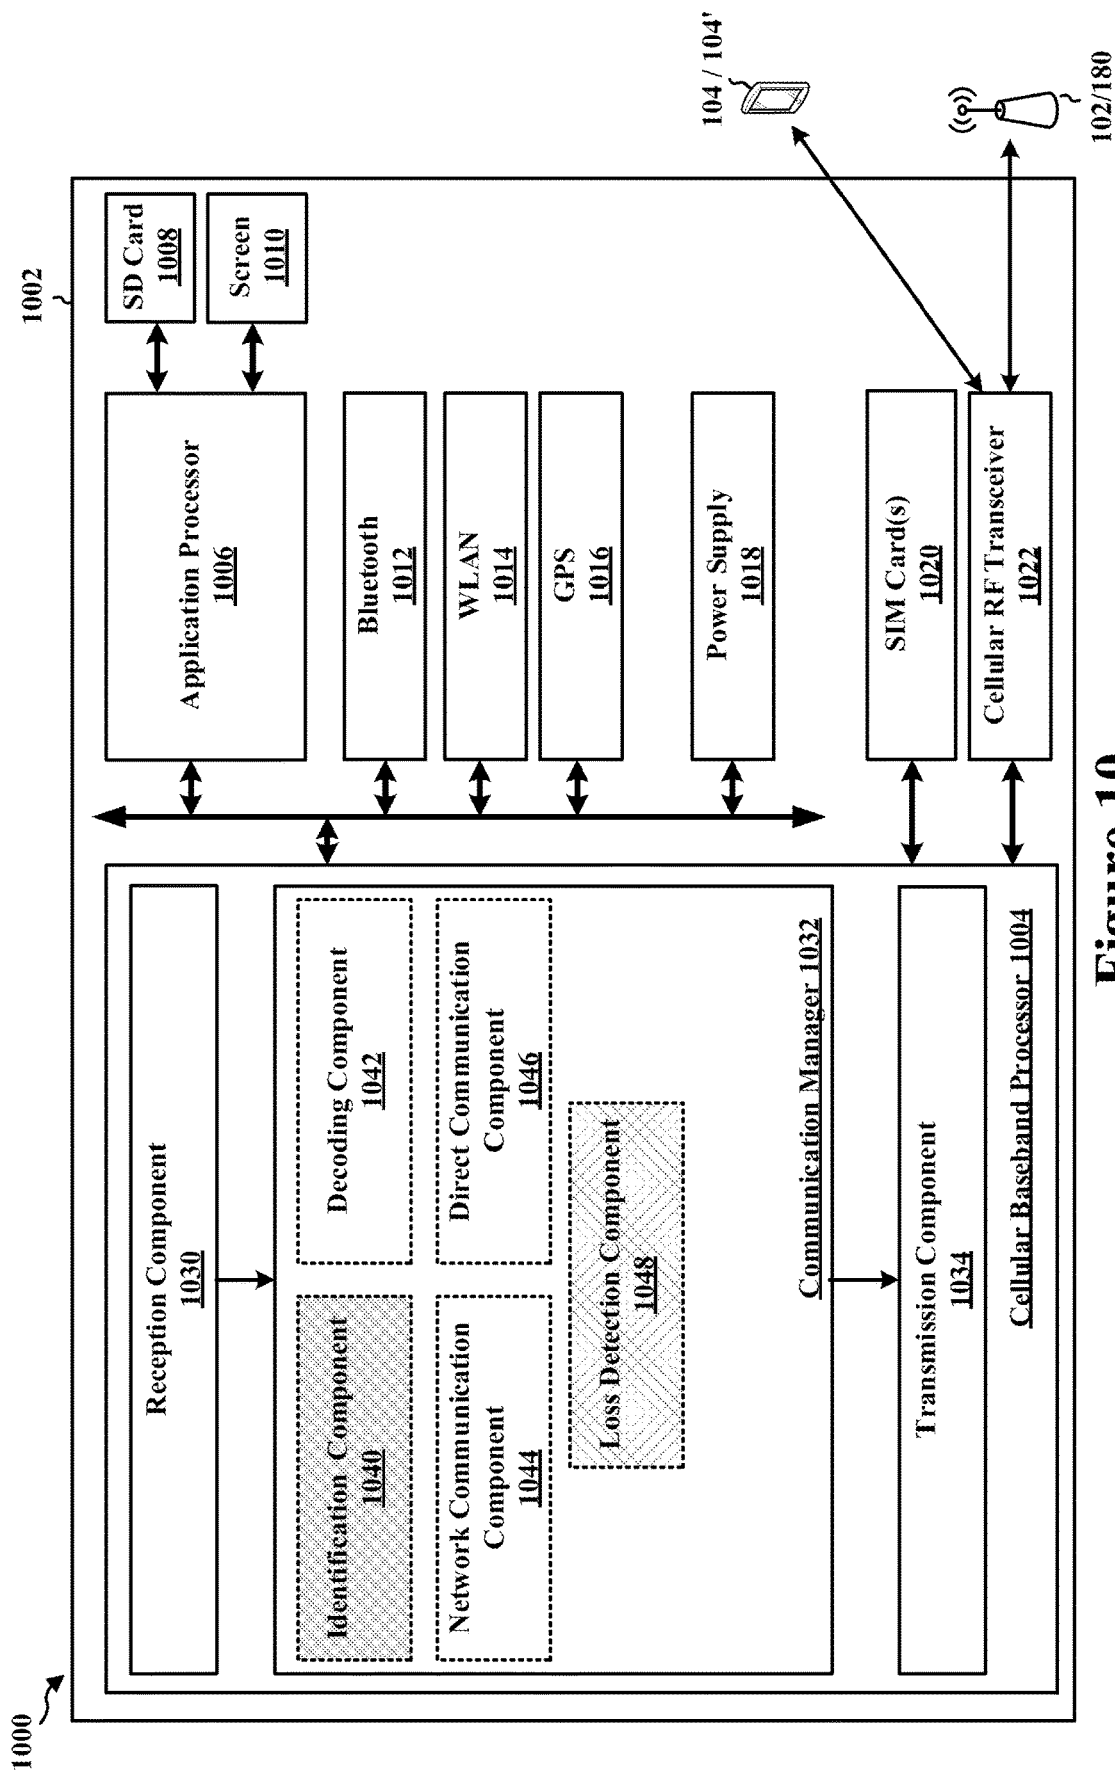 1000
1002
Reception Component
1030
Identification Component
1040
Decoding Component
1042
Network Communication
Component
1044
Direct Communication
Component
1046
Loss Detection Component
1048
Communication Manager 1032
Transmission Component
1034
Cellular Baseband Processor 1004
Application Processor
1006
SD Card
1008
Screen
1010
Bluetooth
1012
WLAN
1014
GPS
1016
Power Supply
1018
SIM Card(s)
1020
Cellular RF Transceiver
1022
104 / 104'
102/180
Figure 10